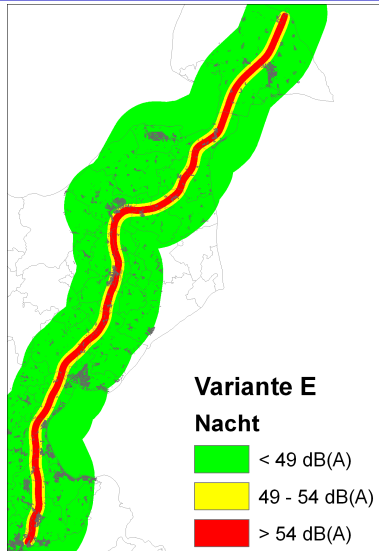 Variante E
Nacht
< 49 dB(A)
49 - 54 dB(A)
> 54 dB(A)